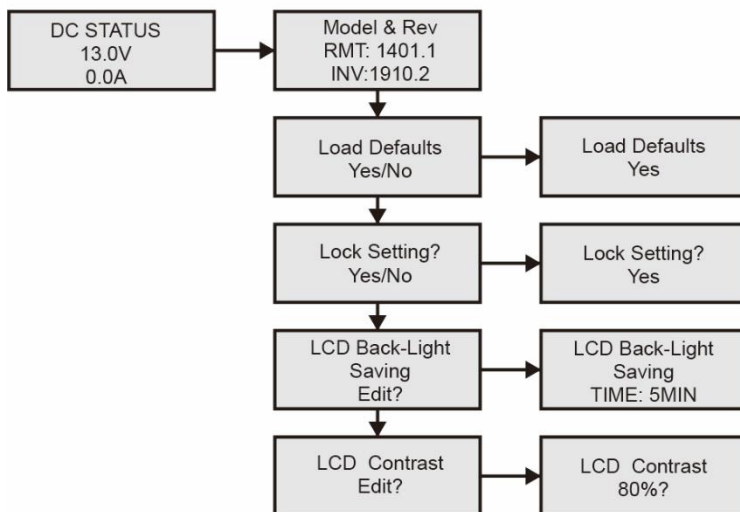 DC STATUS
13.0V
0.0A
Model & Rev
RMT: 1401.1
INV:1910.2
Load Defaults
Yes/No
Load Defaults
Yes
Lock Setting?
Yes/No
Lock Setting?
Yes
LCD Back-Light
Saving
Edit?
LCD Back-Light
Saving
TIME: 5MIN
LCD Contrast
Edit?
LCD Contrast
80%?